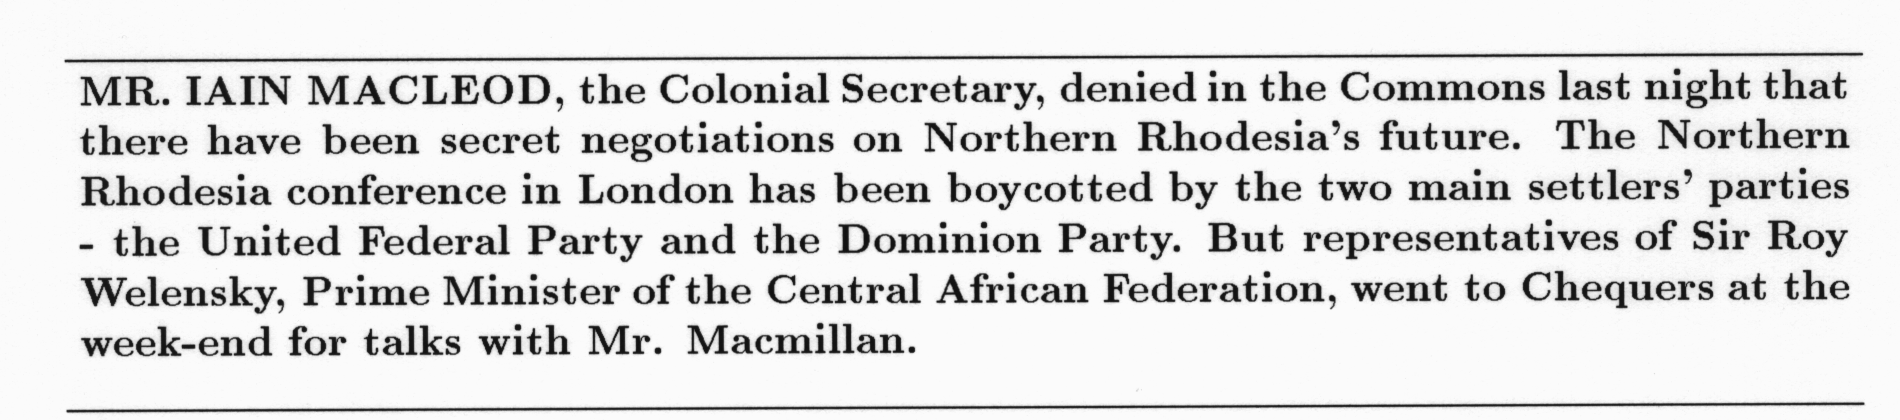 MR. IAIN MACLEOD, the Colonial Secretary, denied in the Commons last night that
there have been secret negotiations on Northern Rhodesia's future. The Northern
Rhodesia conference in London has been boycotted by the two main settlers' parties
- the United Federal Party and the Dominion Party. But representatives of Sir Roy
Welensky, Prime Minister of the Central African Federation, went to Chequers at the
week-end for talks with Mr. Macmillan.